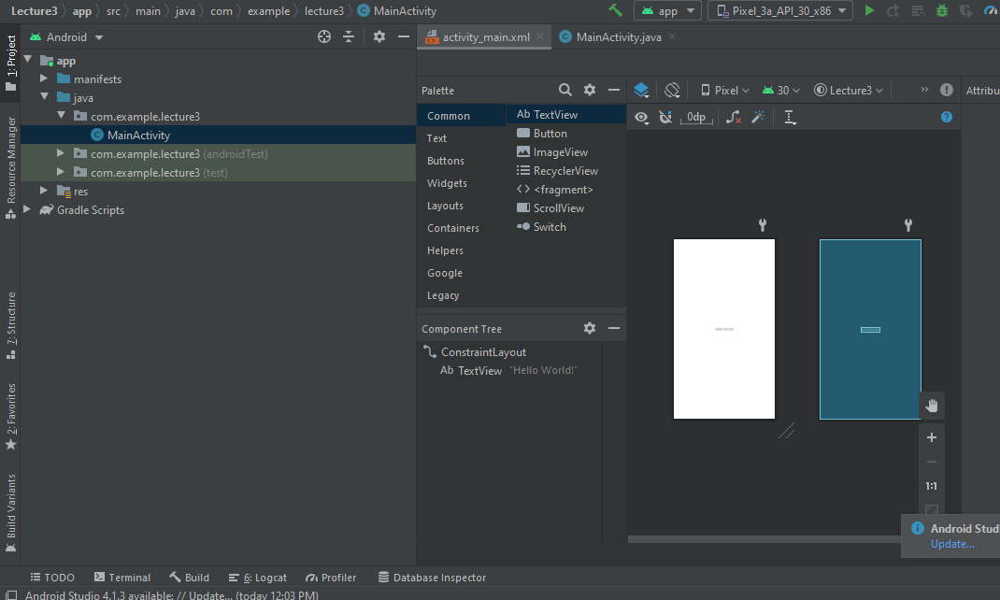 Lecture3 app src main java com example lecture3 MainActivity app Pixel_3a_API_30_x86
Android
activity_main.xml MainActivity.java
1: Project
Resource Manager
7: Structure
2: Favorites
Build Variants
app
manifests
java
com.example.lecture3
MainActivity
com.example.lecture3 (androidTest)
com.example.lecture3 (test)
res
Gradle Scripts
Palette
Common
Text
Buttons
Widgets
Layouts
Containers
Helpers
Google
Legacy
Ab TextView
Button
ImageView
RecyclerView
<fragment>
ScrollView
Switch
Component Tree
ConstraintLayout
Ab TextView "Hello World!"
Pixel 30 Lecture3 » Attribu
0dp
Hello World!
1:1
Android Stud
Update...
TODO Terminal Build 6: Logcat Profiler Database Inspector
Android Studio 4.1.3 available: // Update... (today 12:03 PM)